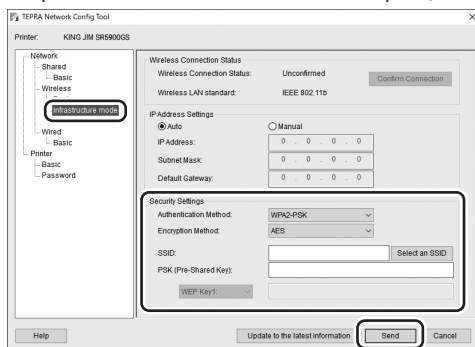 TEPRA Network Config Tool
Printer: KING JIM SR5900GS
Network
Shared
Basic
Wireless
Infrastructure mode
Wired
Basic
Printer
Basic
Password
Wireless Connection Status
Wireless Connection Status: Unconfirmed Confirm Connection
Wireless LAN standard: IEEE 802.11b
IP Address Settings
Auto Manual
IP Address: 0 . 0 . 0 . 0
Subnet Mask: 0 . 0 . 0 . 0
Default Gateway: 0 . 0 . 0 . 0
Security Settings
Authentication Method: WPA2-PSK
Encryption Method: AES
SSID: Select an SSID
PSK (Pre-Shared Key):
WEP Key1:
Help Update to the latest information Send Cancel